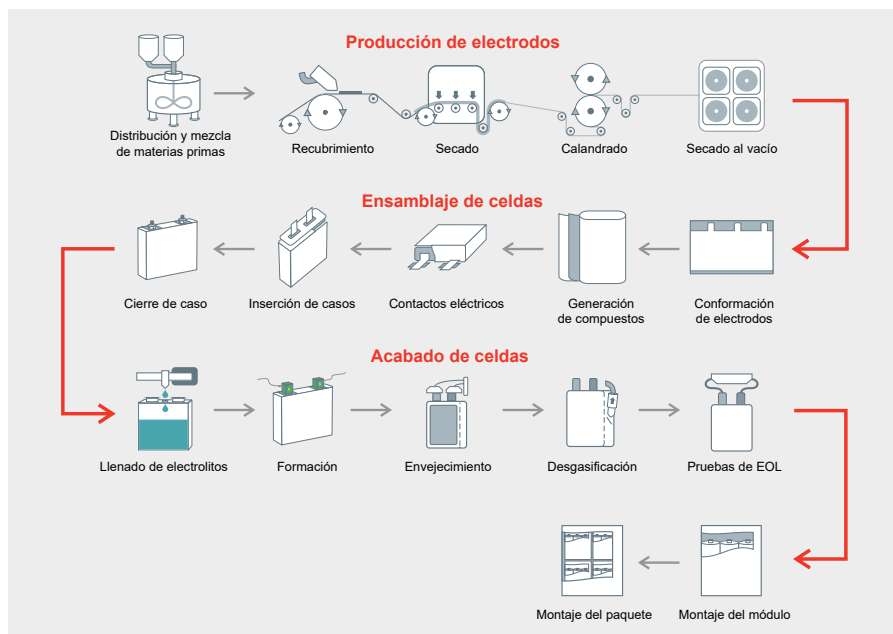 Producción de electrodos
Distribución y mezcla
de materias primas
Recubrimiento
Secado
Calandrado
Secado al vacío
Ensamblaje de celdas
Cierre de caso
Inserción de casos
Contactos eléctricos
Generación
de compuestos
Conformación
de electrodos
Acabado de celdas
Llenado de electrolitos
Formación
Envejecimiento
Desgasificación
Pruebas de EOL
Montaje del paquete
Montaje del módulo